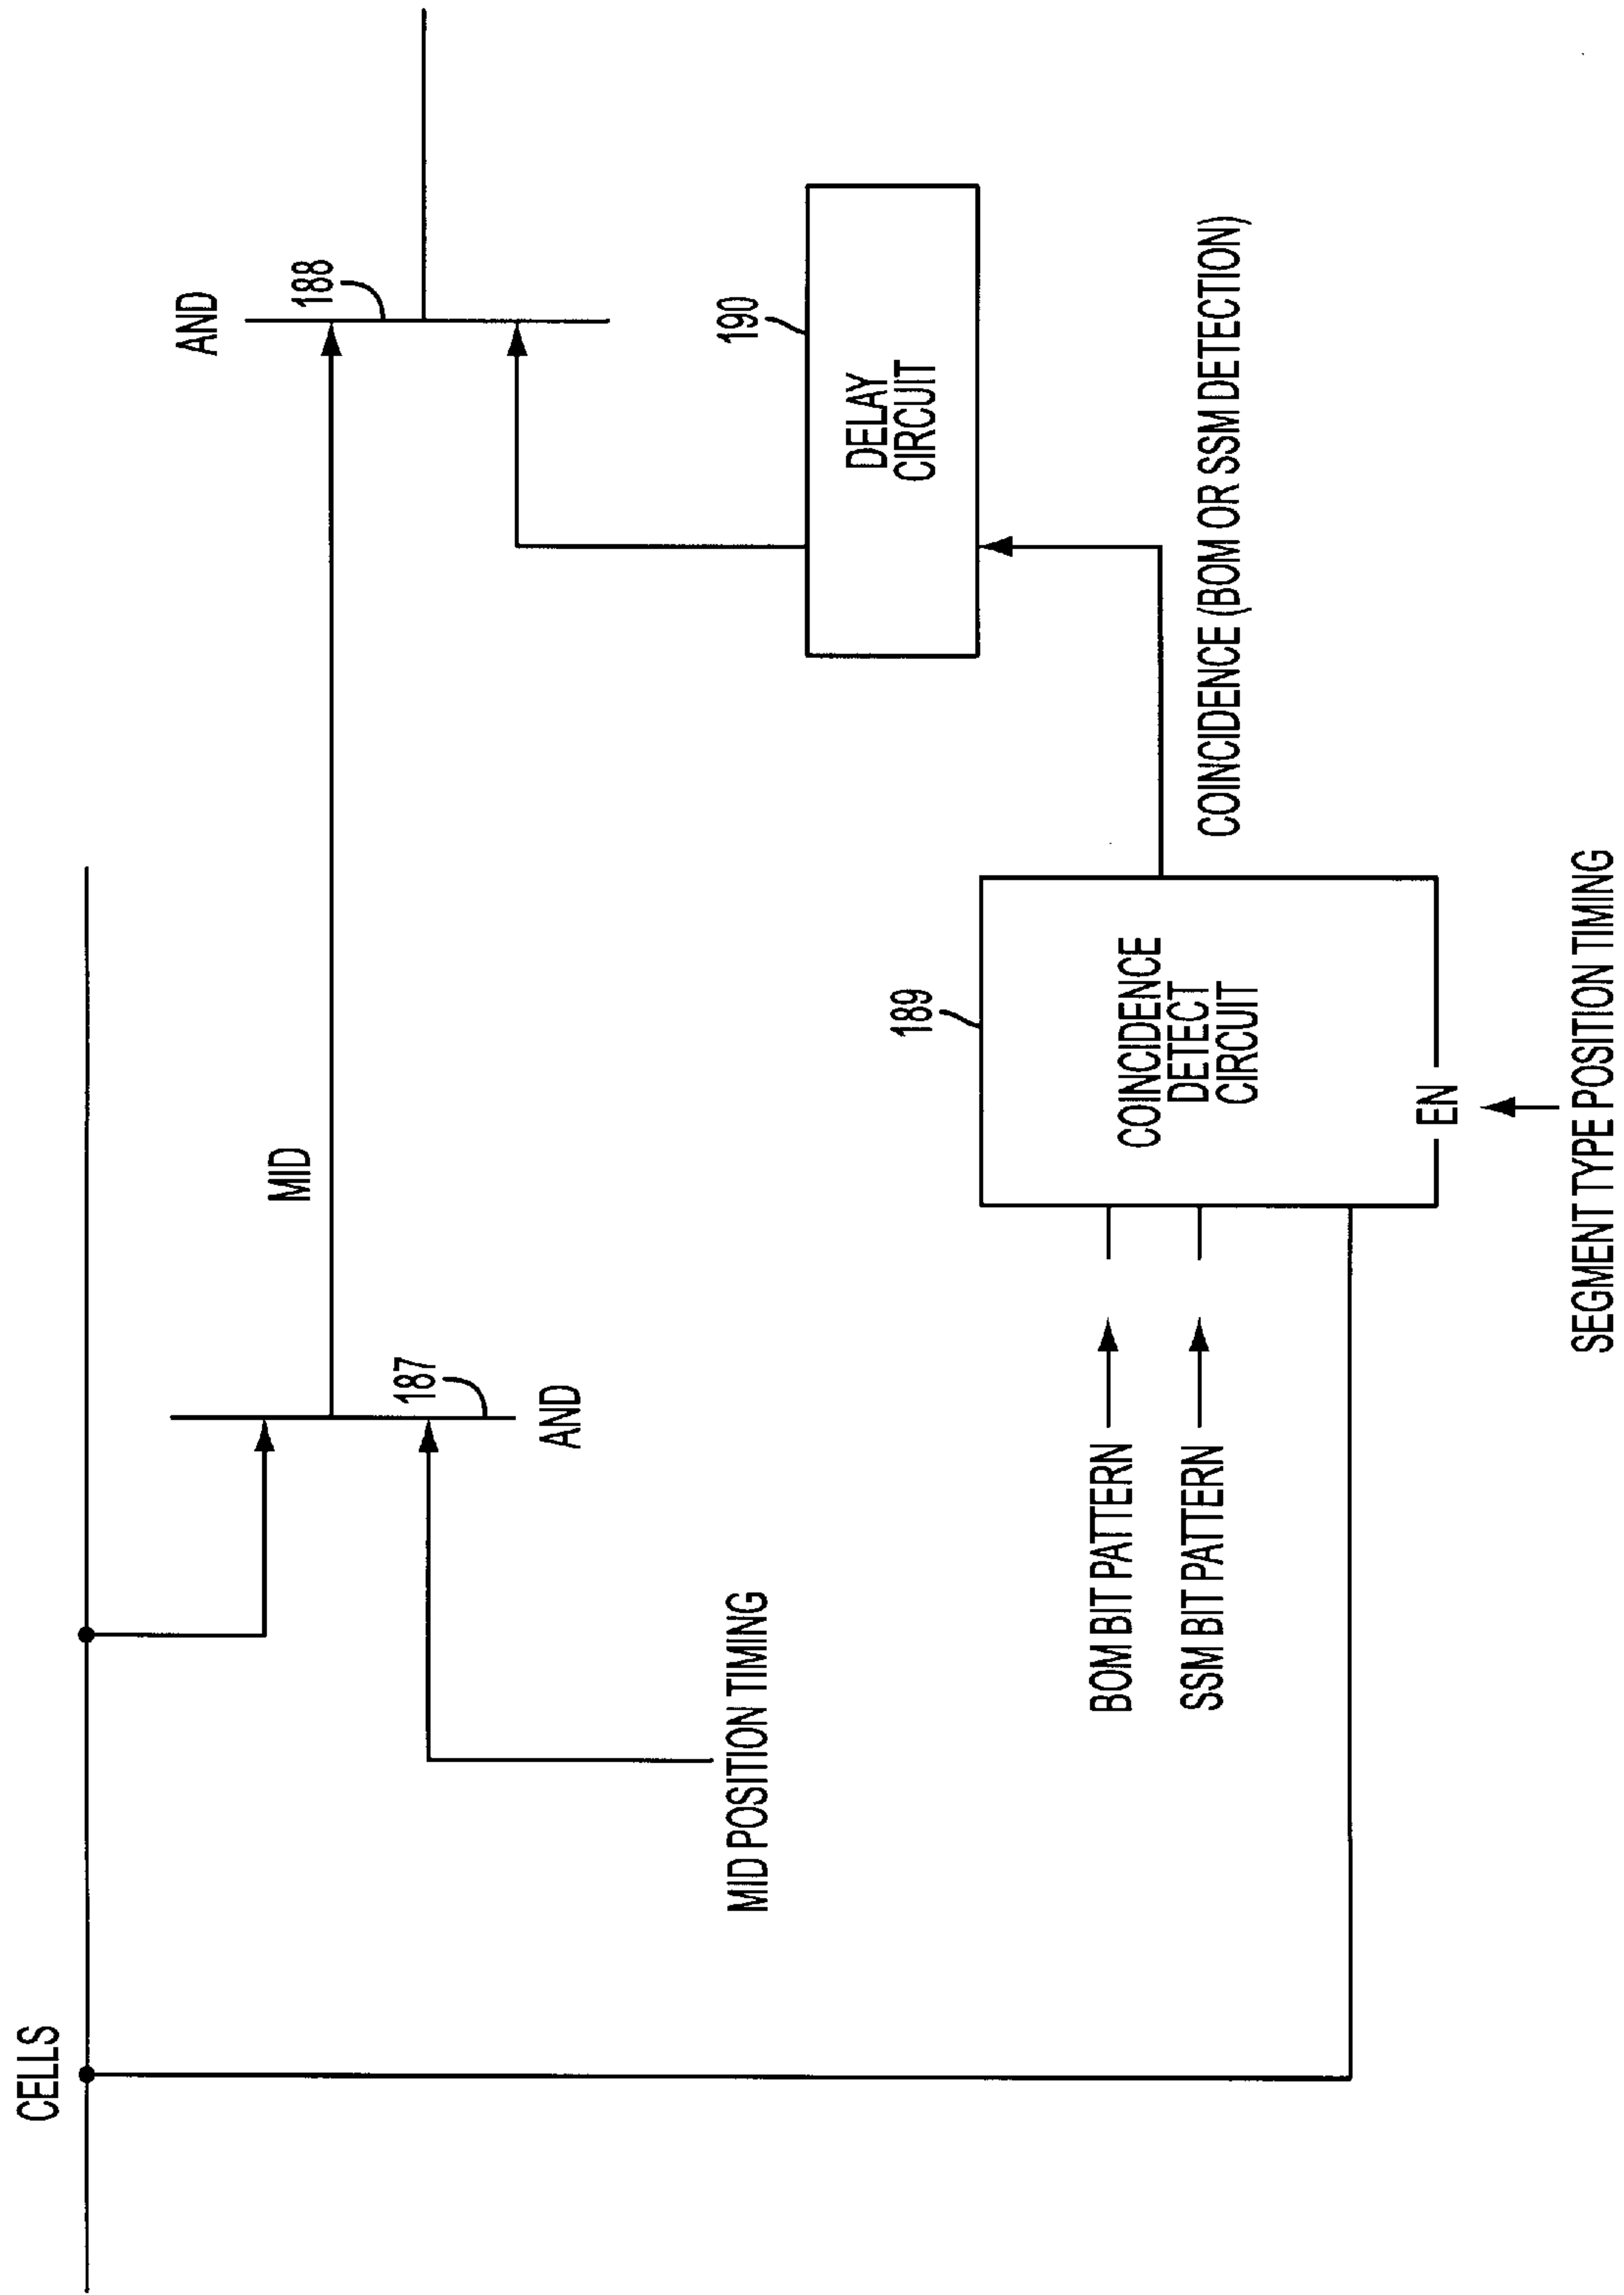 CELLS
AND
188
MID
187
AND
190
DELAY
CIRCUIT
MID POSITION TIMING
189
COINCIDENCE
DETECT
CIRCUIT
EN
BOM BIT PATTERN
SSM BIT PATTERN
COINCIDENCE (BOM OR SSM DETECTION)
SEGMENT TYPE POSITION TIMING